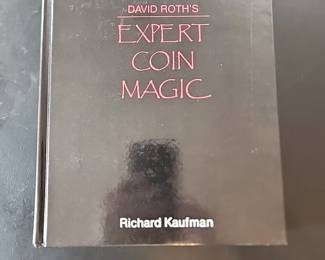 DAVID ROTH'S
EXPERT
COIN
MAGIC
Richard Kaufman